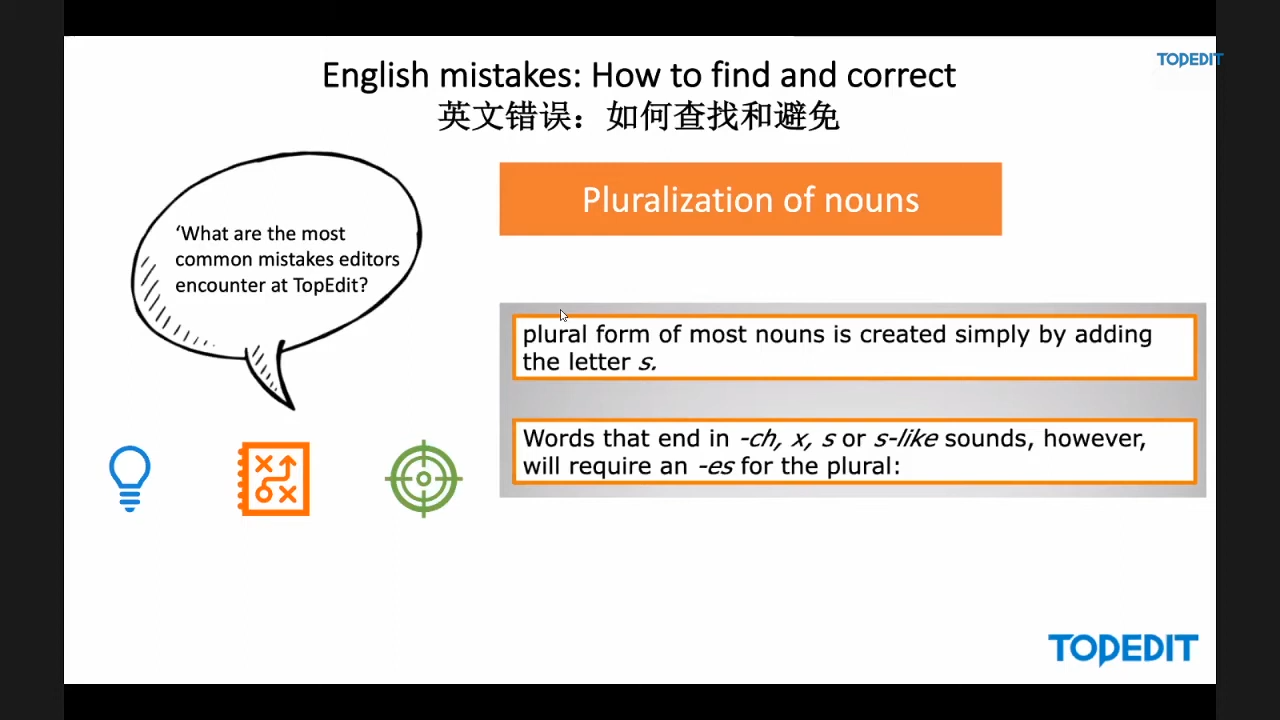 TOPEDIT
English mistakes: How to find and correct
英文错误：如何查找和避免
Pluralization of nouns
‘What are the most
common mistakes editors
encounter at TopEdit?
plural form of most nouns is created simply by adding
the letter s.
Words that end in -ch, x, s or s-like sounds, however,
will require an -es for the plural:
TOPEDIT